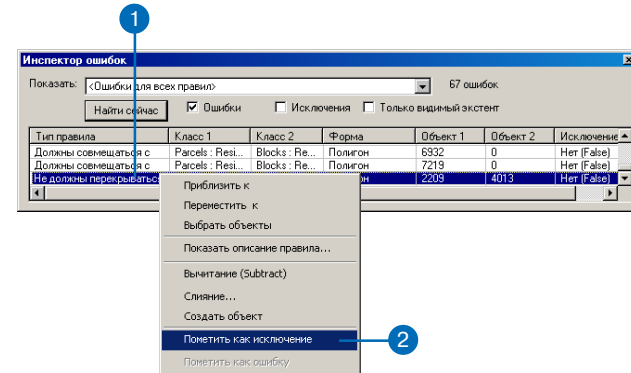 1
Инспектор ошибок
Показать: <Ошибки для всех правил> 67 ошибок
Найти сейчас Ошибки Исключения Только видимый экстент
Тип правила Класс 1 Класс 2 Форма Объект 1 Объект 2 Исключение
Должны совмещаться с Parcels : Resi... Blocks : Re... Полигон 6932 0 Нет (False)
Должны совмещаться с Parcels : Resi... Blocks : Re... Полигон 7219 0 Нет (False)
Не должны перекрываться 2209 4013 Нет (False)
Приблизить к
Переместить к
Выбрать объекты
Показать описание правила...
Вычитание (Subtract)
Слияние...
Создать объект
Пометить как исключение 2
Пометить как ошибку